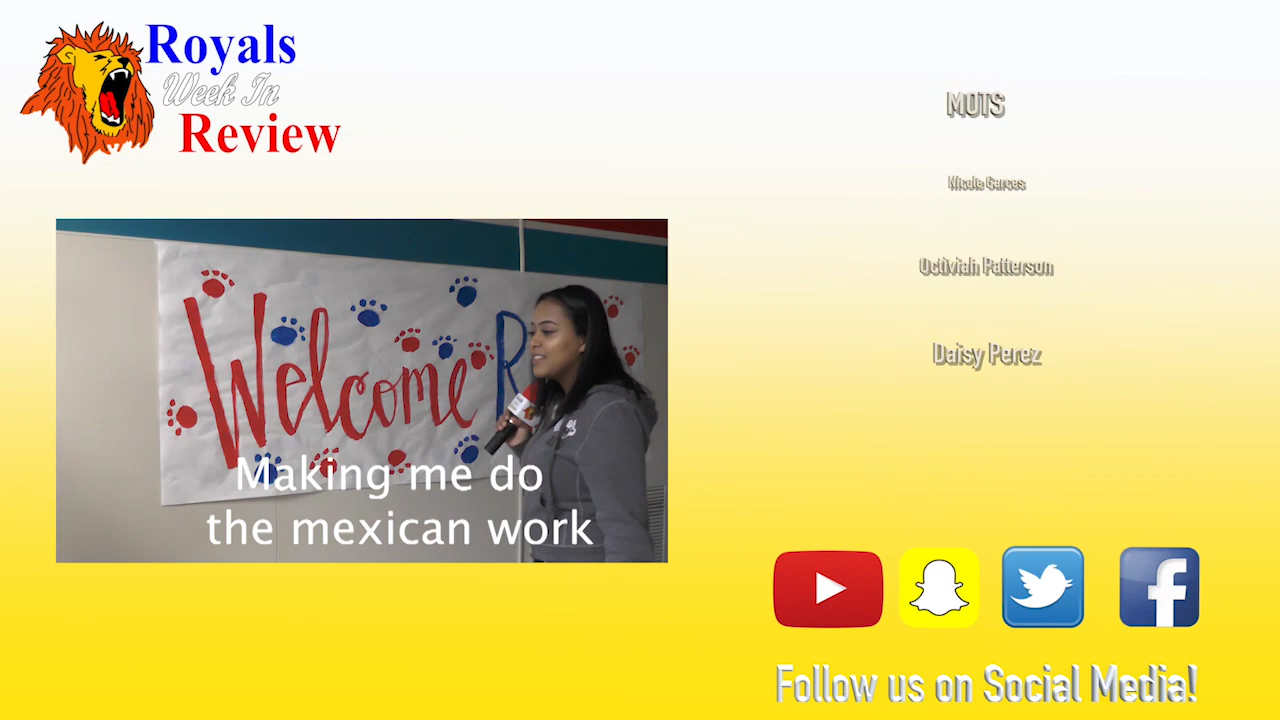 Royals
Week In
Review
MOTS
Nicole Garces
Octiviah Patterson
Daisy Perez
Welcome R
Making me do
the mexican work
Follow us on Social Media!